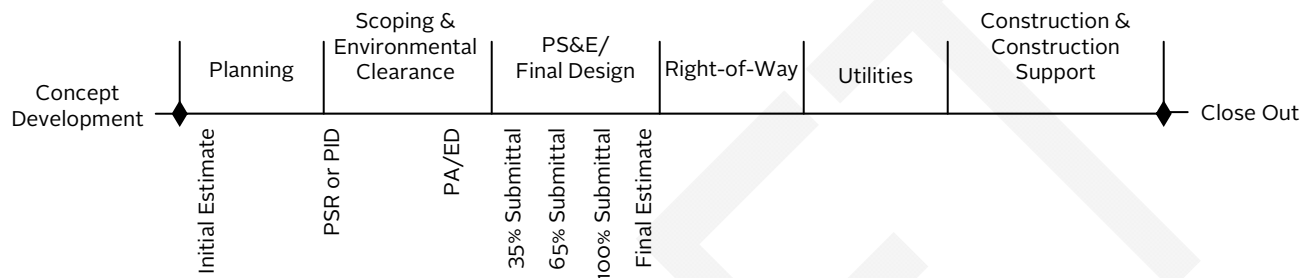 Concept
Development
Planning
Scoping &
Environmental
Clearance
PS&E/
Final Design
Right-of-Way
Utilities
Construction &
Construction
Support
Close Out
Initial Estimate
PSR or PID
PA/ED
35% Submittal
65% Submittal
100% Submittal
Final Estimate